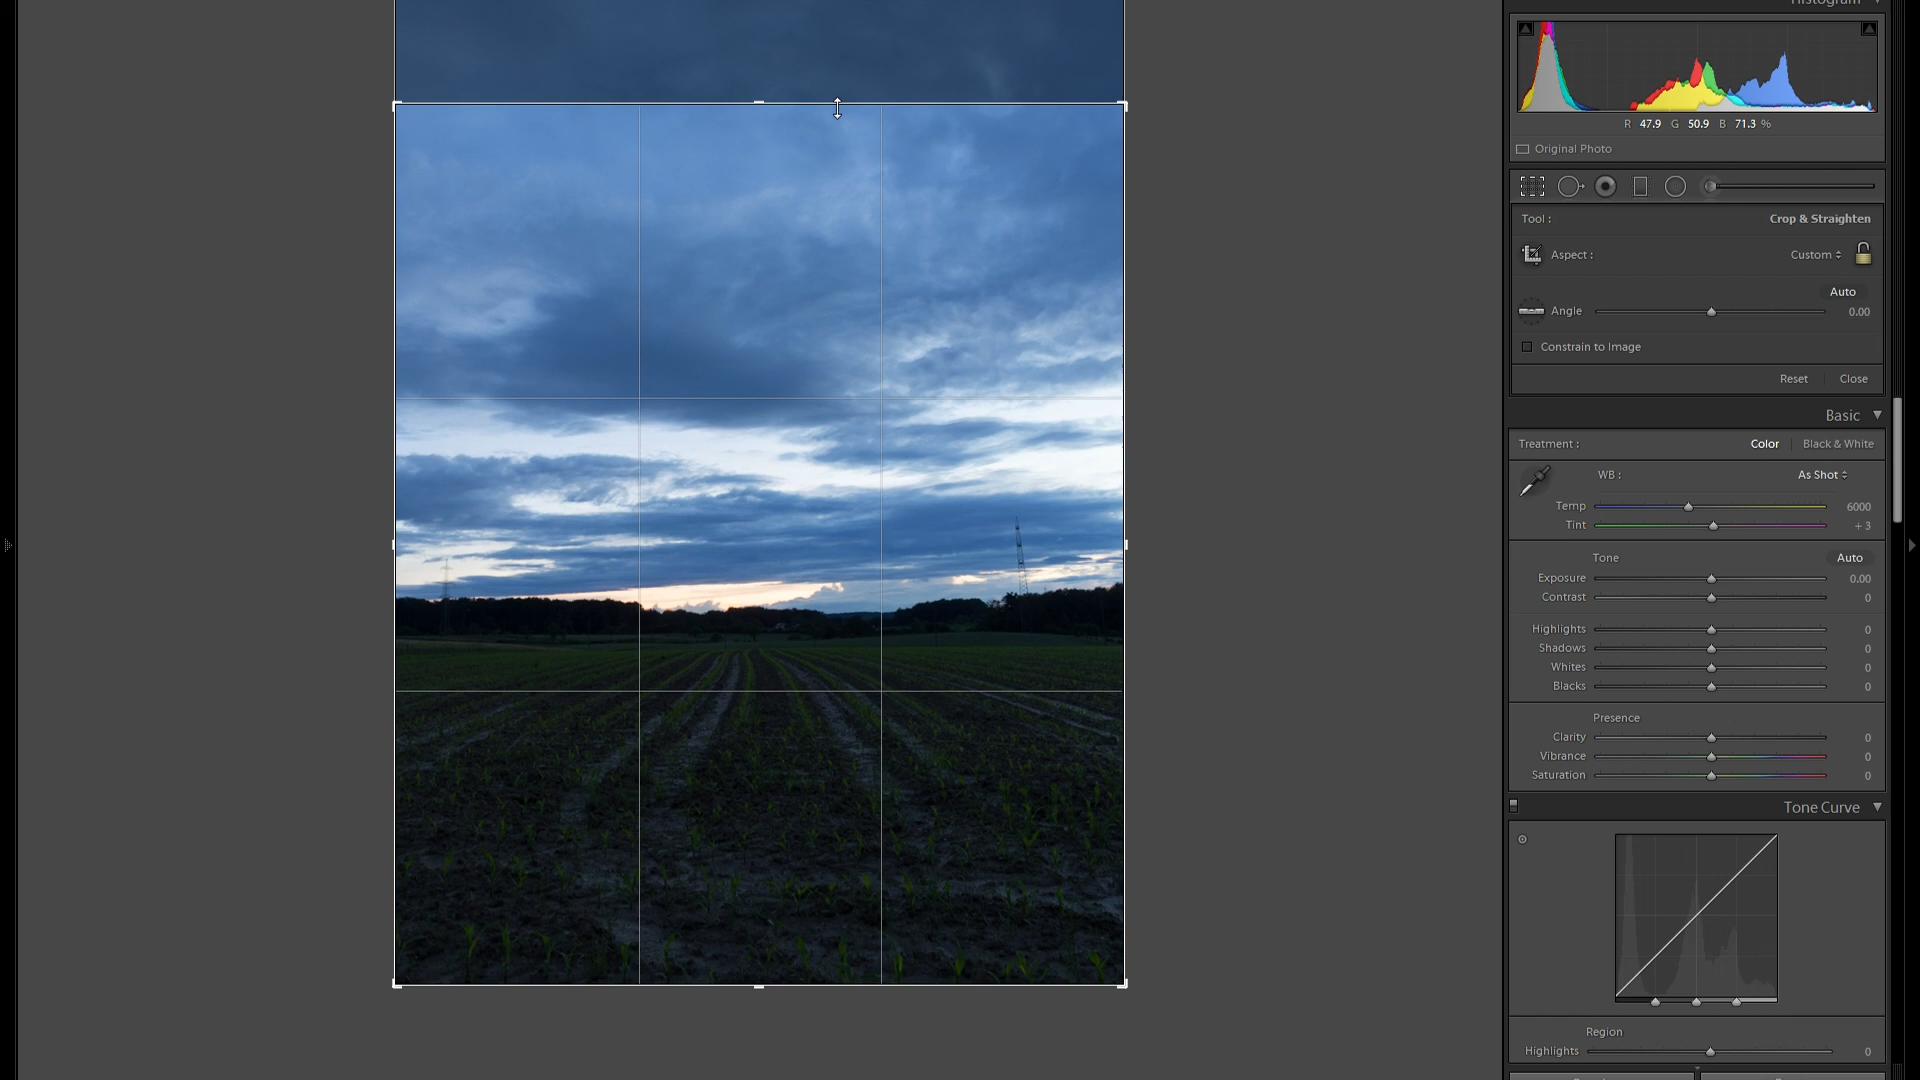 Histogram
R 47.9 G 50.9 B 71.3 %
Original Photo
Tool : Crop & Straighten
Aspect : Custom
Auto
Angle 0.00
Constrain to Image
Reset Close
Basic
Treatment : Color Black & White
WB : As Shot
Temp 6000
Tint + 3
Tone Auto
Exposure 0.00
Contrast 0
Highlights 0
Shadows 0
Whites 0
Blacks 0
Presence
Clarity 0
Vibrance 0
Saturation 0
Tone Curve
Region
Highlights 0